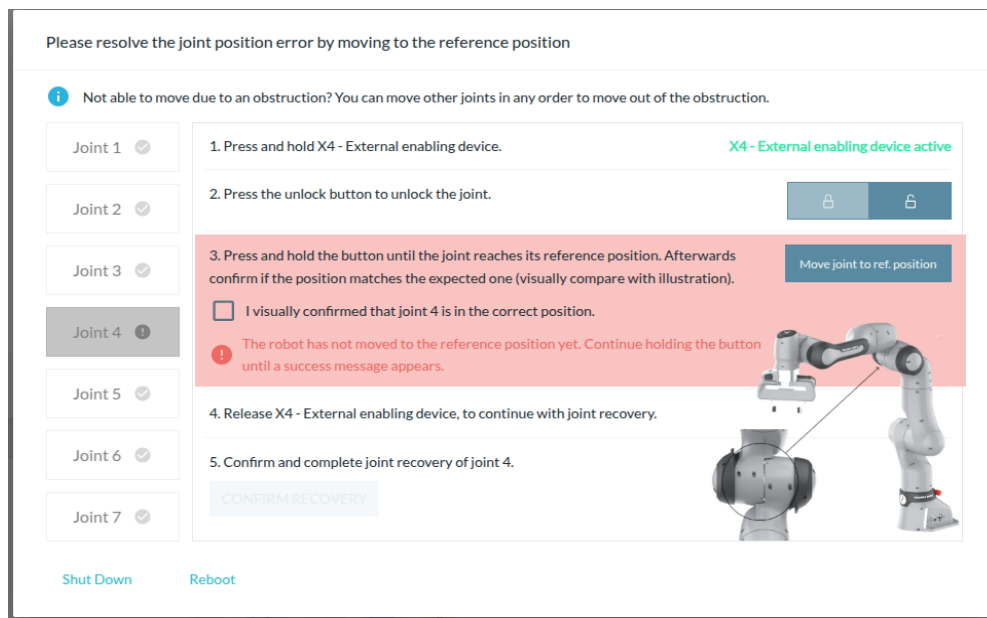 Please resolve the joint position error by moving to the reference position
Not able to move due to an obstruction? You can move other joints in any order to move out of the obstruction.
Joint 1
Joint 2
Joint 3
Joint 4
Joint 5
Joint 6
Joint 7
1. Press and hold X4 - External enabling device.
X4 - External enabling device active
2. Press the unlock button to unlock the joint.
3. Press and hold the button until the joint reaches its reference position. Afterwards
confirm if the position matches the expected one (visually compare with illustration).
Move joint to ref. position
I visually confirmed that joint 4 is in the correct position.
The robot has not moved to the reference position yet. Continue holding the button
until a success message appears.
4. Release X4 - External enabling device, to continue with joint recovery.
5. Confirm and complete joint recovery of joint 4.
CONFIRM RECOVERY
Shut Down
Reboot